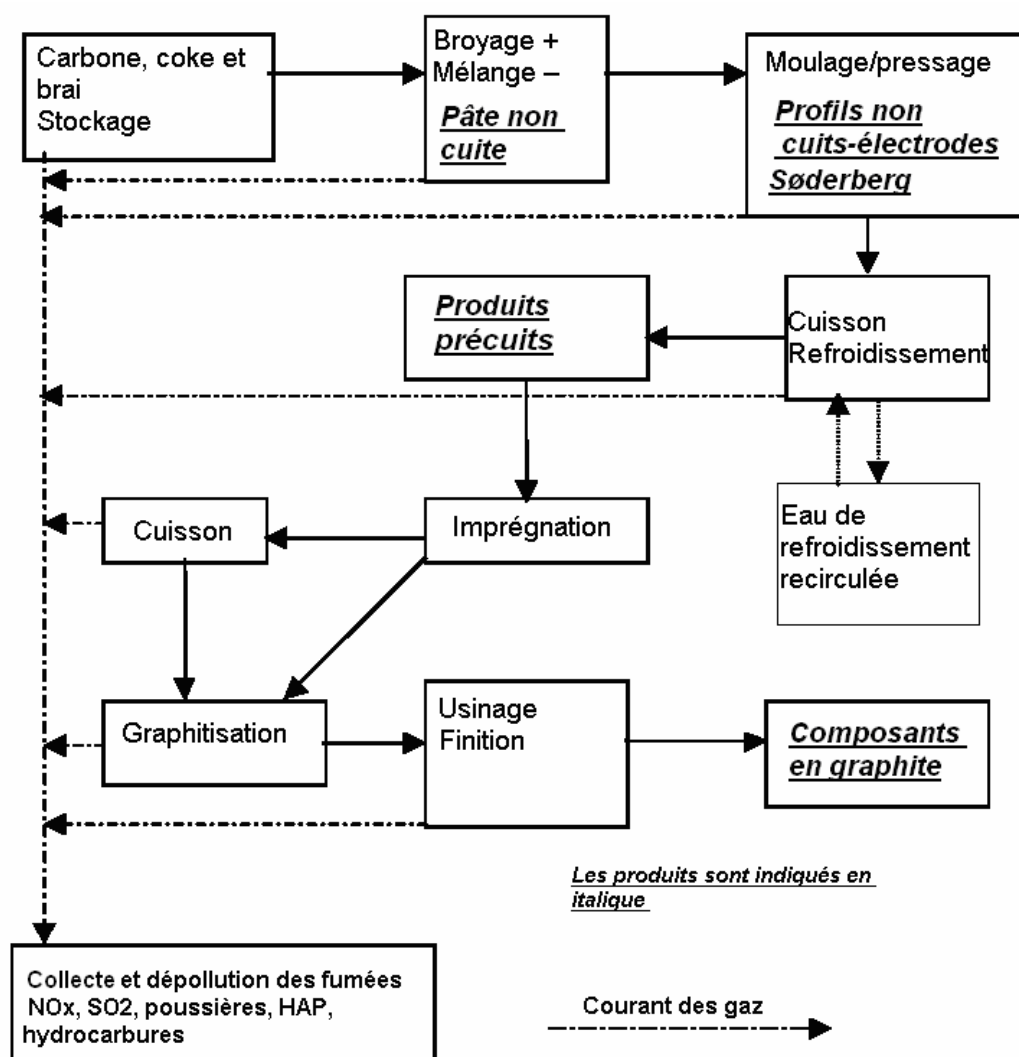 Carbone, coke et
brai
Stockage
Broyage +
Mélange –
Pâte non
cuite
Moulage/pressage
Profils non
cuits-électrodes
Søderberg
Produits
précuits
Cuisson
Refroidissement
Cuisson
Imprégnation
Eau de
refroidissement
recirculée
Graphitisation
Usinage
Finition
Composants
en graphite
Les produits sont indiqués en
italique
Collecte et dépollution des fumées
NOx, SO2, poussières, HAP,
hydrocarbures
Courant des gaz